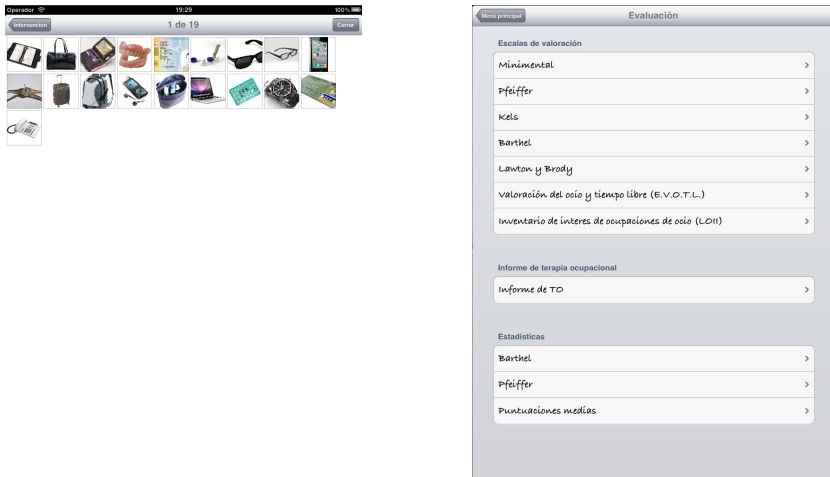 Operador 19:29 100%
Intervención 1 de 19 Cerrar
Menú principal Evaluación
Escalas de valoración
Minimental
Pfeiffer
Kels
Barthel
Lawton y Brody
Valoración del ocio y tiempo libre (E.V.O.T.L.)
Inventario de interes de ocupaciones de ocio (LOII)
Informe de terapia ocupacional
Informe de TO
Estadísticas
Barthel
Pfeiffer
Puntuaciones medias